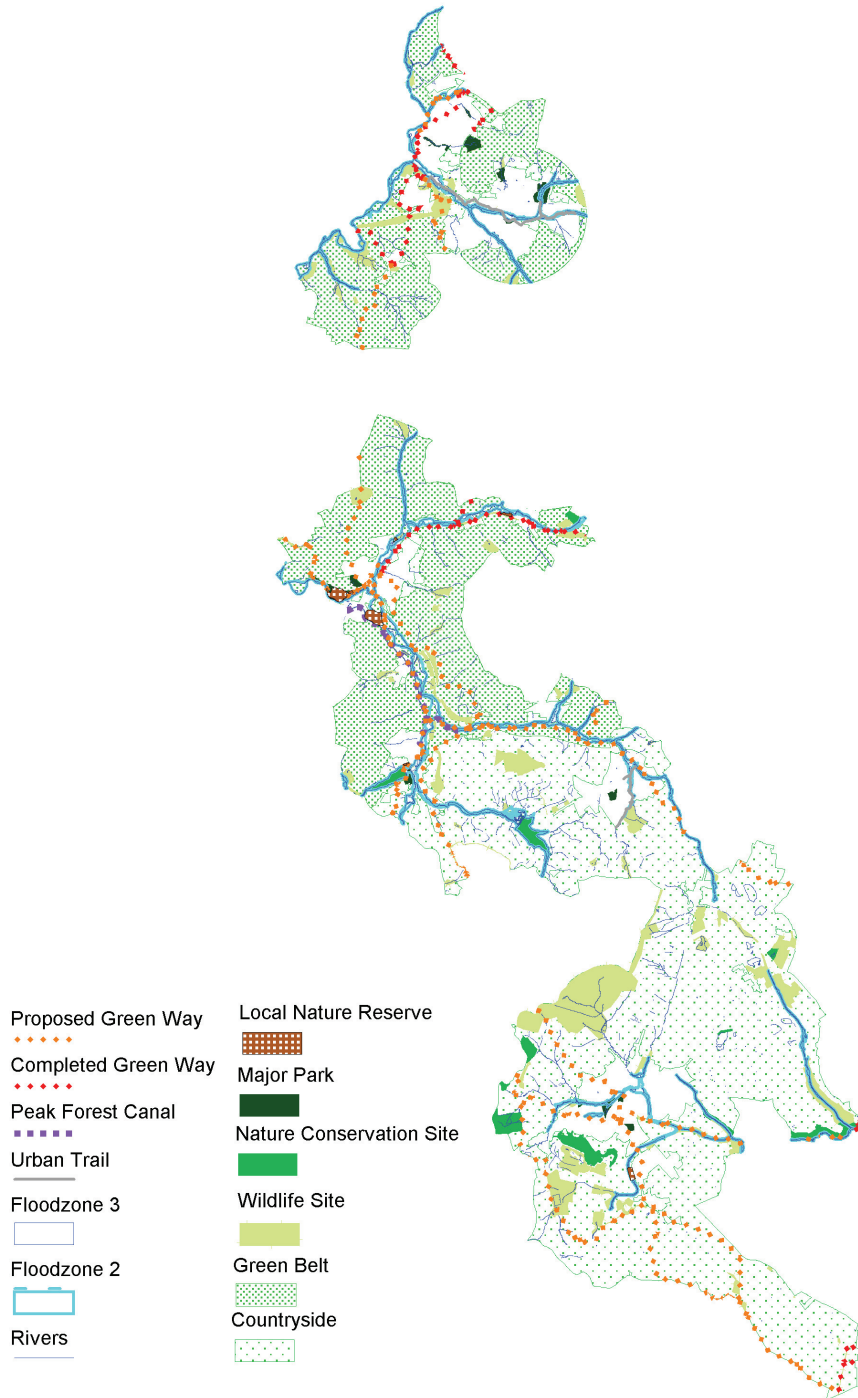 Proposed Green Way
Completed Green Way
Peak Forest Canal
Urban Trail
Floodzone 3
Floodzone 2
Rivers
Local Nature Reserve
Major Park
Nature Conservation Site
Wildlife Site
Green Belt
Countryside